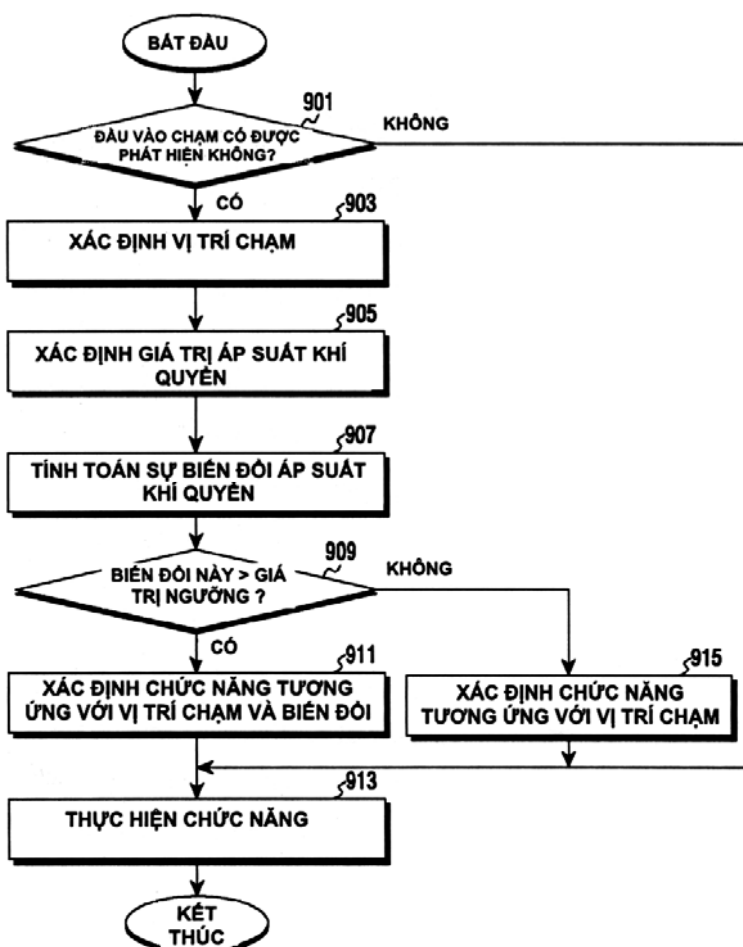 BẮT ĐẦU
901
KHÔNG
ĐẦU VÀO CHẠM CÓ ĐƯỢC
PHÁT HIỆN KHÔNG?
CÓ
903
XÁC ĐỊNH VỊ TRÍ CHẠM
905
XÁC ĐỊNH GIÁ TRỊ ÁP SUẤT KHÍ
QUYỂN
907
TÍNH TOÁN SỰ BIẾN ĐỔI ÁP SUẤT
KHÍ QUYỂN
909
KHÔNG
BIẾN ĐỔI NÀY > GIÁ
TRỊ NGƯỠNG ?
CÓ
911
XÁC ĐỊNH CHỨC NĂNG TƯƠNG
ỨNG VỚI VỊ TRÍ CHẠM VÀ BIẾN ĐỔI
915
XÁC ĐỊNH CHỨC NĂNG
TƯƠNG ỨNG VỚI VỊ TRÍ CHẠM
913
THỰC HIỆN CHỨC NĂNG
KẾT
THÚC